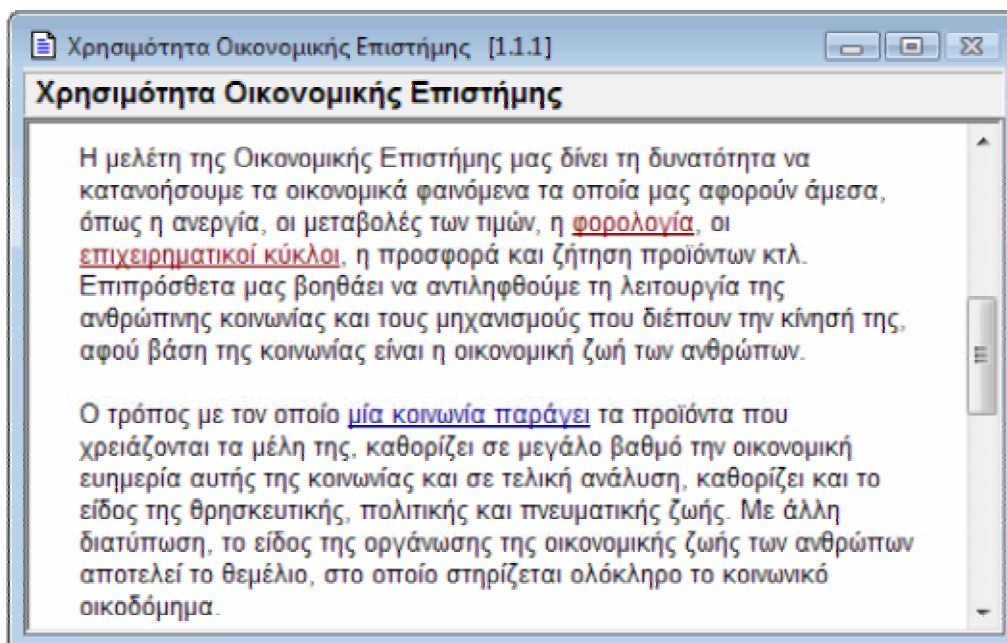 Χρησιμότητα Οικονομικής Επιστήμης [1.1.1]
Χρησιμότητα Οικονομικής Επιστήμης
Η μελέτη της Οικονομικής Επιστήμης μας δίνει τη δυνατότητα να
κατανοήσουμε τα οικονομικά φαινόμενα τα οποία μας αφορούν άμεσα,
όπως η ανεργία, οι μεταβολές των τιμών, η φορολογία, οι
επιχειρηματικοί κύκλοι, η προσφορά και ζήτηση προϊόντων κτλ.
Επιπρόσθετα μας βοηθάει να αντιληφθούμε τη λειτουργία της
ανθρώπινης κοινωνίας και τους μηχανισμούς που διέπουν την κίνησή της,
αφού βάση της κοινωνίας είναι η οικονομική ζωή των ανθρώπων.
Ο τρόπος με τον οποίο μία κοινωνία παράγει τα προϊόντα που
χρειάζονται τα μέλη της, καθορίζει σε μεγάλο βαθμό την οικονομική
ευημερία αυτής της κοινωνίας και σε τελική ανάλυση, καθορίζει και το
είδος της θρησκευτικής, πολιτικής και πνευματικής ζωής. Με άλλη
διατύπωση, το είδος της οργάνωσης της οικονομικής ζωής των ανθρώπων
αποτελεί το θεμέλιο, στο οποίο στηρίζεται ολόκληρο το κοινωνικό
οικοδόμημα.